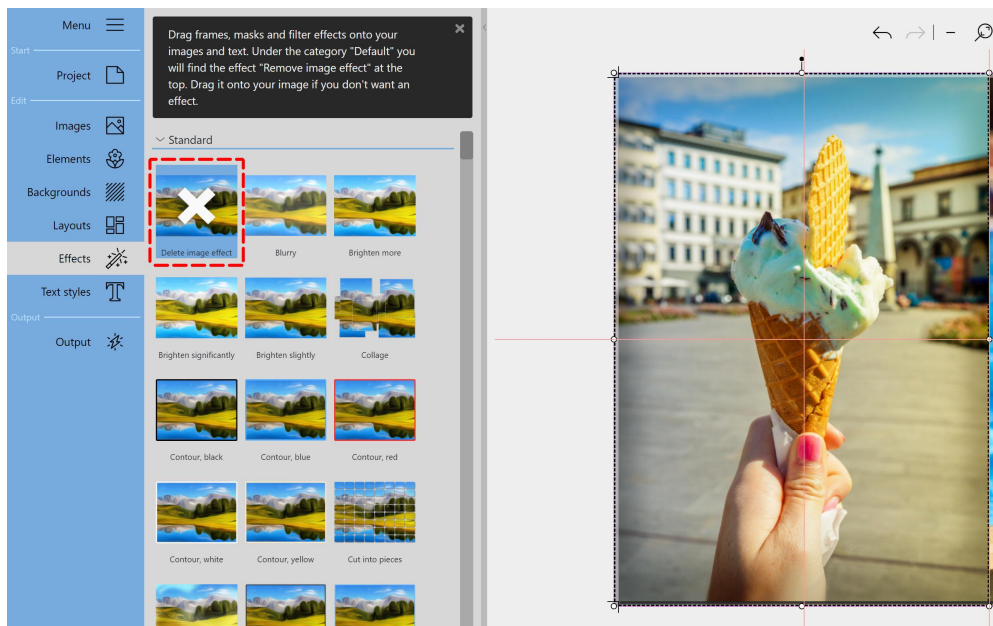 Menu
Start
Project
Edit
Images
Elements
Backgrounds
Layouts
Effects
Text styles
Output
Output
Drag frames, masks and filter effects onto your
images and text. Under the category "Default" you
will find the effect "Remove image effect" at the
top. Drag it onto your image if you don't want an
effect.
Standard
Delete image effect
Blurry
Brighten more
Brighten significantly
Brighten slightly
Collage
Contour, black
Contour, blue
Contour, red
Contour, white
Contour, yellow
Cut into pieces